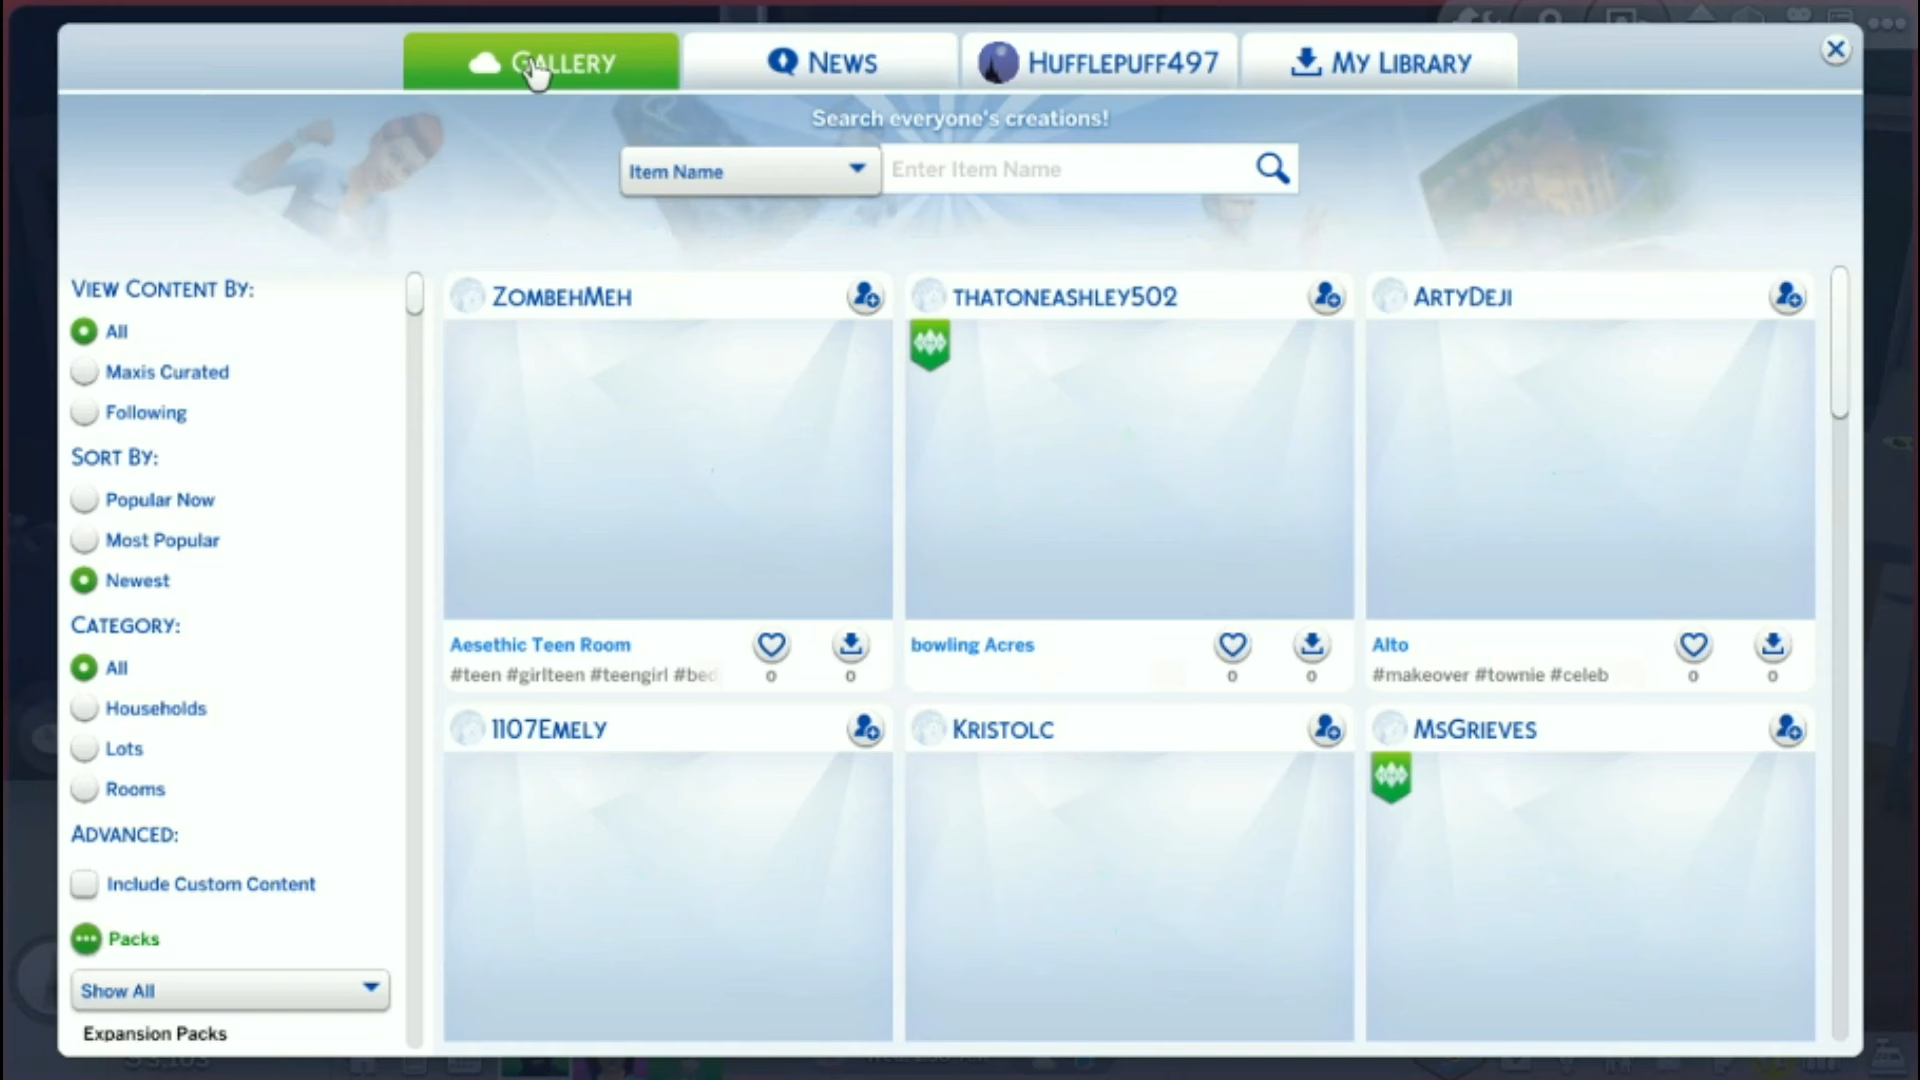 GALLERY
NEWS
HUFFLEPUFF497
MY LIBRARY
Search everyone's creations!
Item Name
Enter Item Name
VIEW CONTENT BY:
All
Maxis Curated
Following
SORT BY:
Popular Now
Most Popular
Newest
CATEGORY:
All
Households
Lots
Rooms
ADVANCED:
Include Custom Content
Packs
Show All
Expansion Packs
ZOMBEHMEH
Aesethic Teen Room
0
0
#teen #girlteen #teengirl #bed
THATONEASHLEY502
bowling Acres
0
0
ARTYDEJI
Alto
0
0
#makeover #townie #celeb
1107EMELY
KRISTOLC
MSGRIEVES